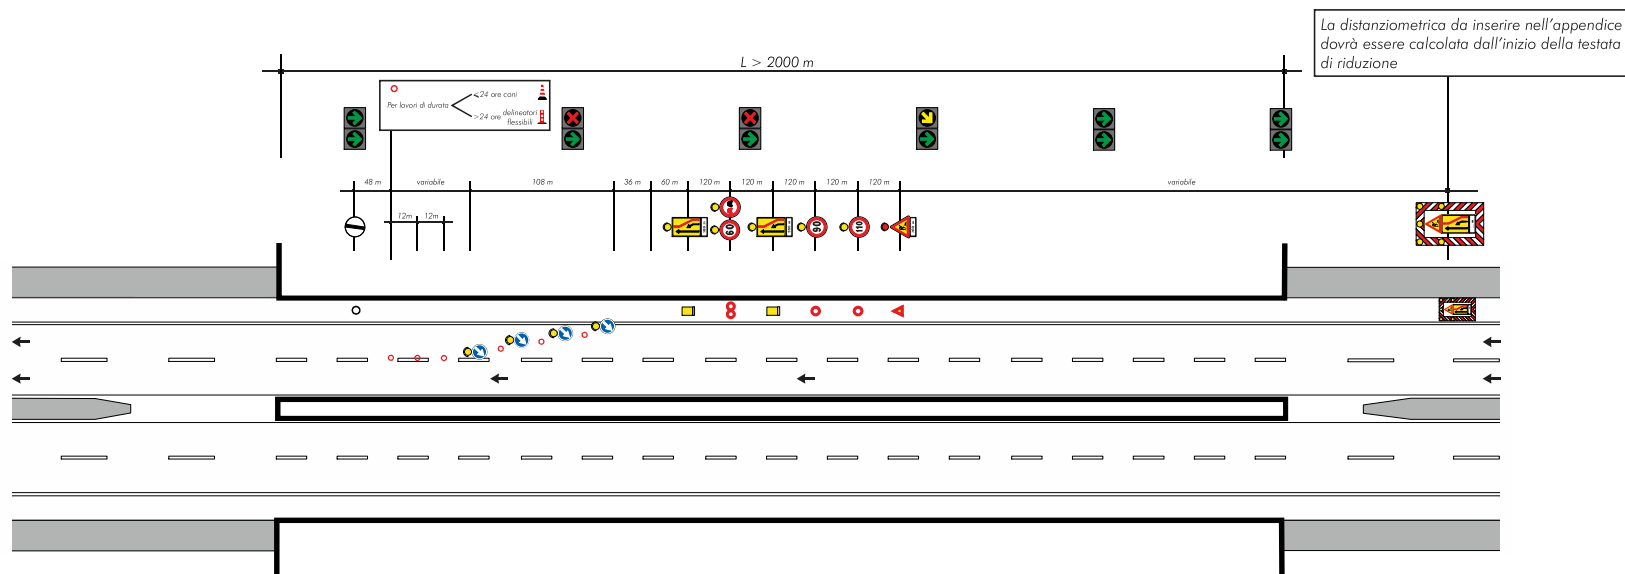 La distanziometrica da inserire nell'appendice
dovrà essere calcolata dall'inizio della testata
di riduzione
L > 2000 m
Per lavori di durata
≤24 ore coni
>24 ore
delineatori
flessibili
48 m
variabile
108 m
36 m
60 m
120 m
120 m
120 m
120 m
120 m
variabile
12m
12m
60
90
110